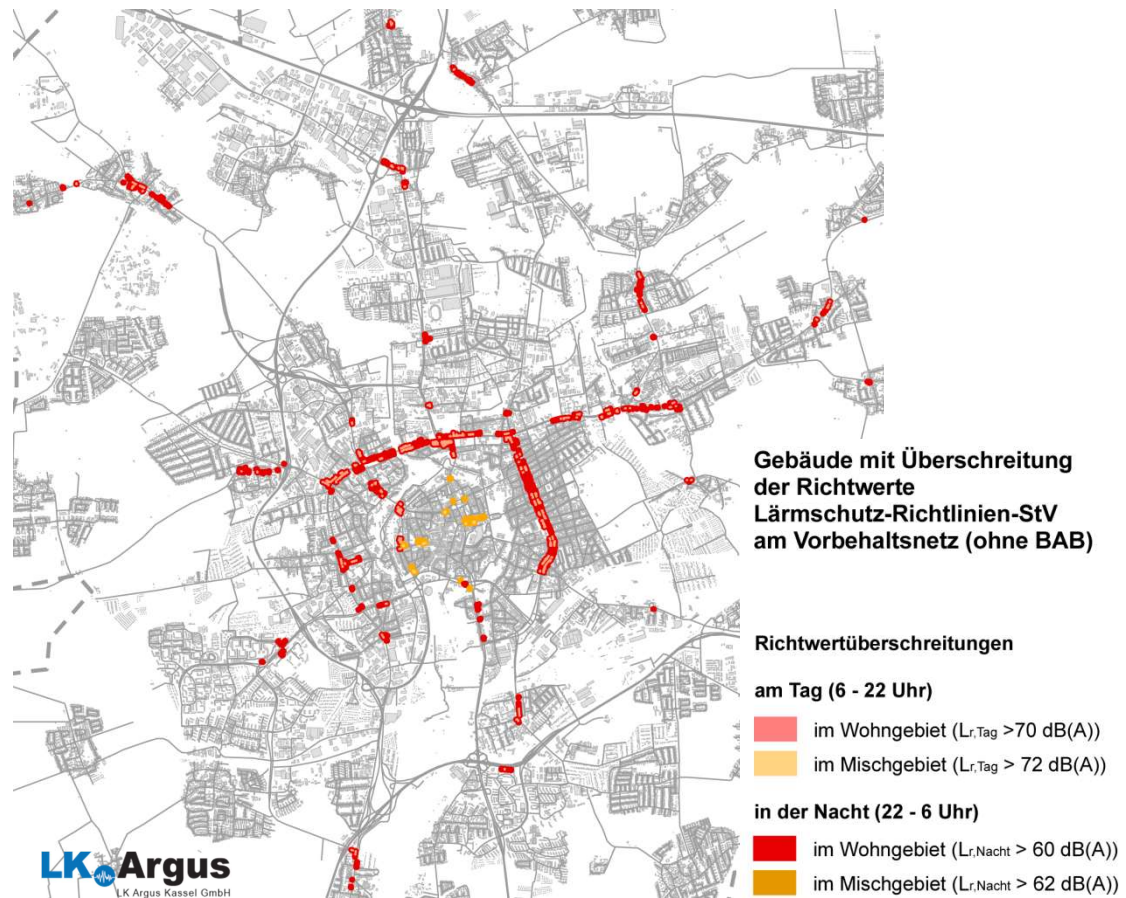 Gebäude mit Überschreitung
der Richtwerte
Lärmschutz-Richtlinien-StV
am Vorbehaltsnetz (ohne BAB)
Richtwertüberschreitungen
am Tag (6 - 22 Uhr)
im Wohngebiet (Lr,Tag >70 dB(A))
im Mischgebiet (Lr,Tag > 72 dB(A))
in der Nacht (22 - 6 Uhr)
im Wohngebiet (Lr,Nacht > 60 dB(A))
im Mischgebiet (Lr,Nacht > 62 dB(A))
LK Argus
LK Argus Kassel GmbH